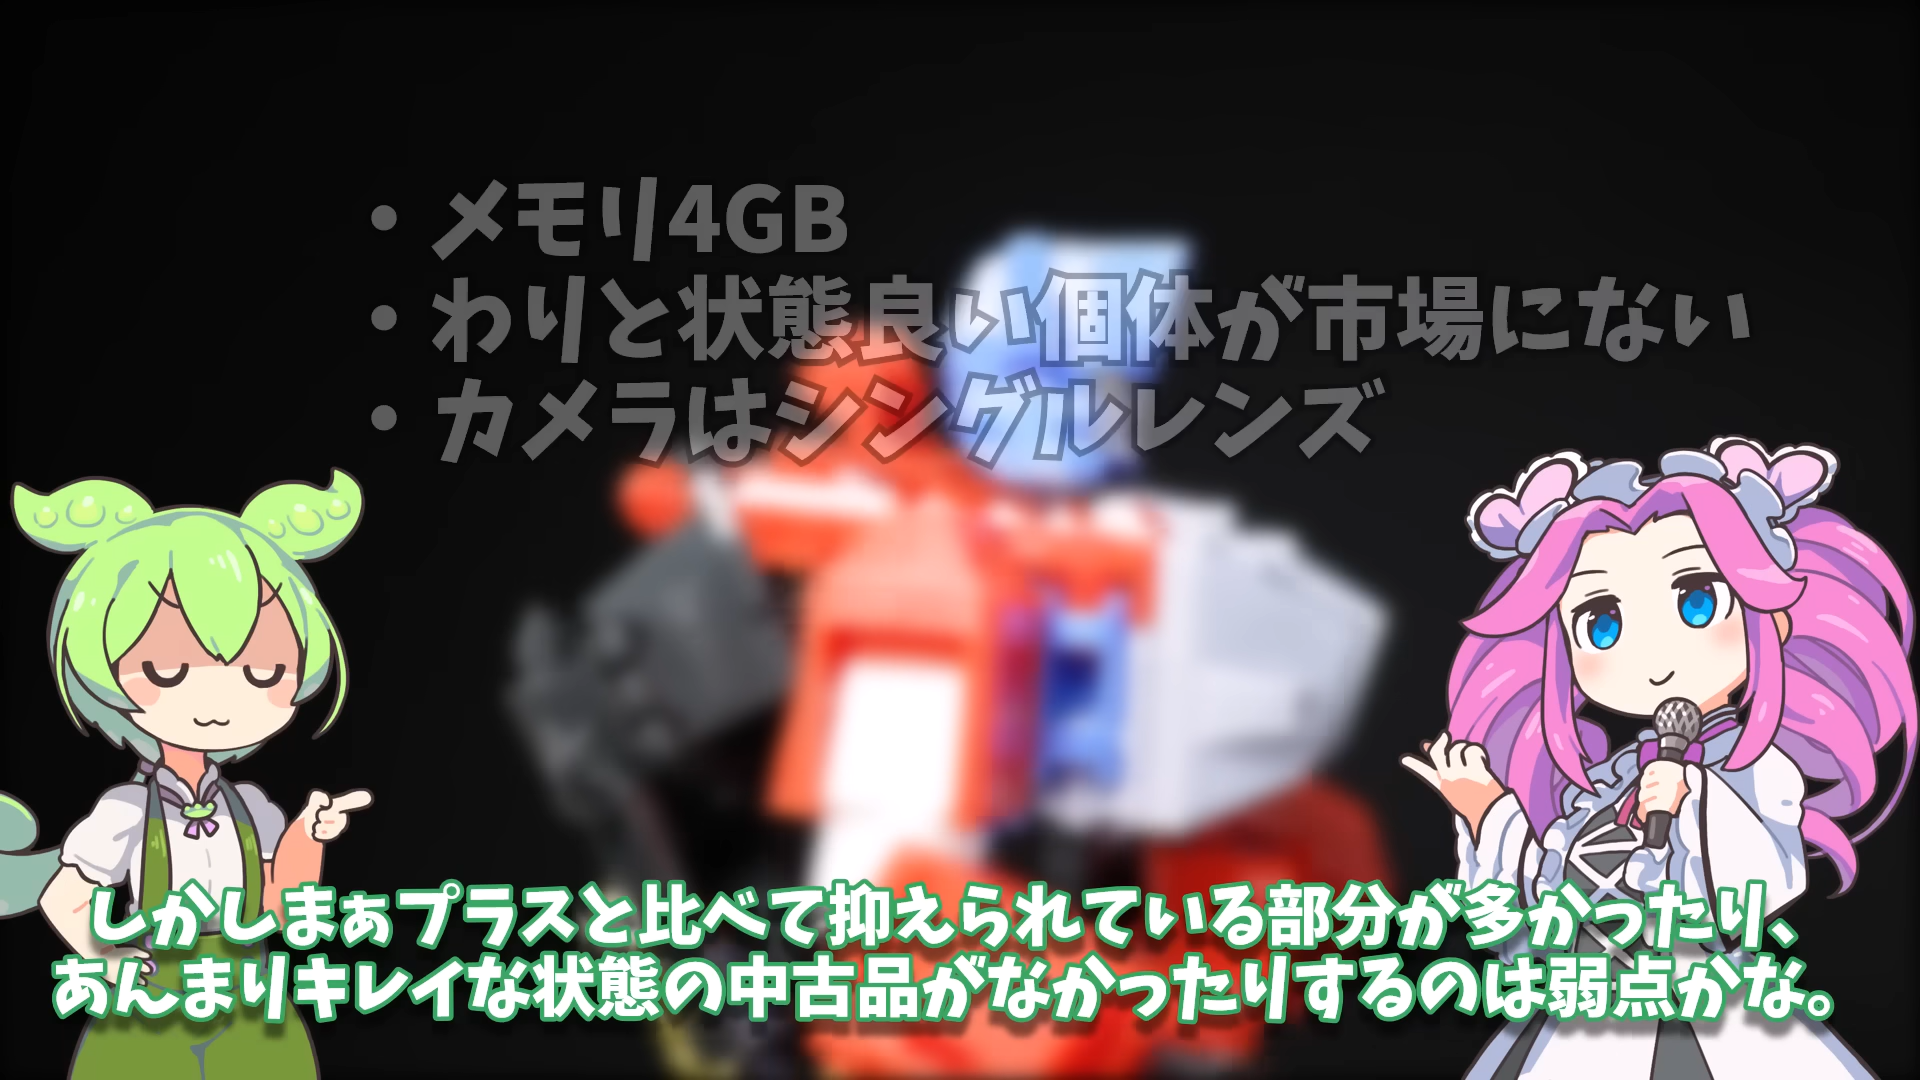 ・メモリ4GB
・わりと状態良い個体が市場にない
・カメラはシングルレンズ
しかしまぁプラスと比べて抑えられている部分が多かったり、
あんまりキレイな状態の中古品がなかったりするのは弱点かな。